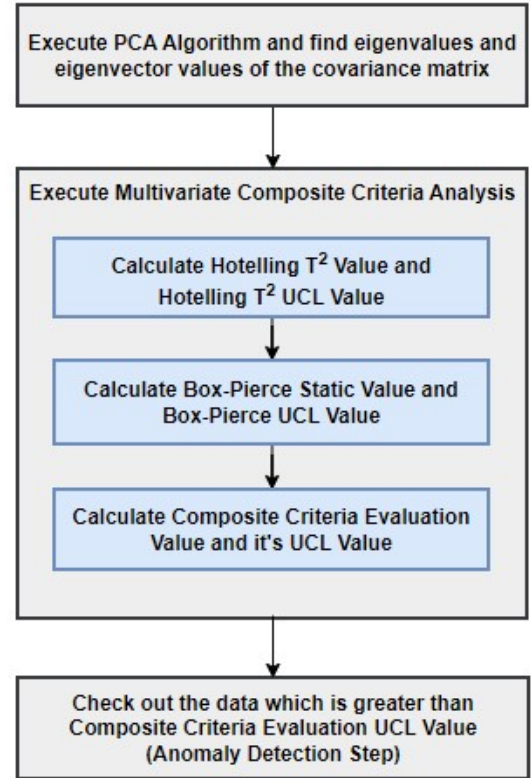 Execute PCA Algorithm and find eigenvalues and
eigenvector values of the covariance matrix
Execute Multivariate Composite Criteria Analysis
Calculate Hotelling T² Value and
Hotelling T² UCL Value
Calculate Box-Pierce Static Value and
Box-Pierce UCL Value
Calculate Composite Criteria Evaluation
Value and it's UCL Value
Check out the data which is greater than
Composite Criteria Evaluation UCL Value
(Anomaly Detection Step)